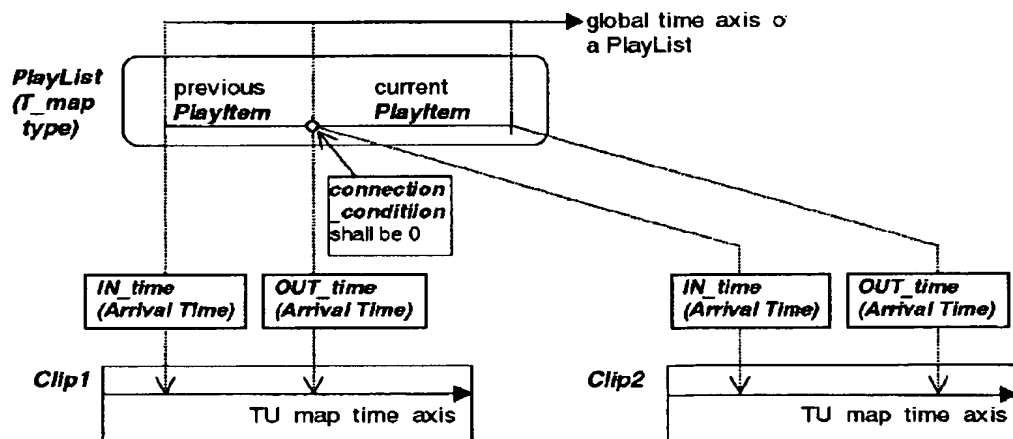 global time axis o
a PlayList
PlayList
(T_map
type)
previous
PlayItem
current
PlayItem
connection
_condition
shall be 0
IN_time
(Arrival Time)
OUT_time
(Arrival Time)
IN_time
(Arrival Time)
OUT_time
(Arrival Time)
Clip1
TU map time axis
Clip2
TU map time axis